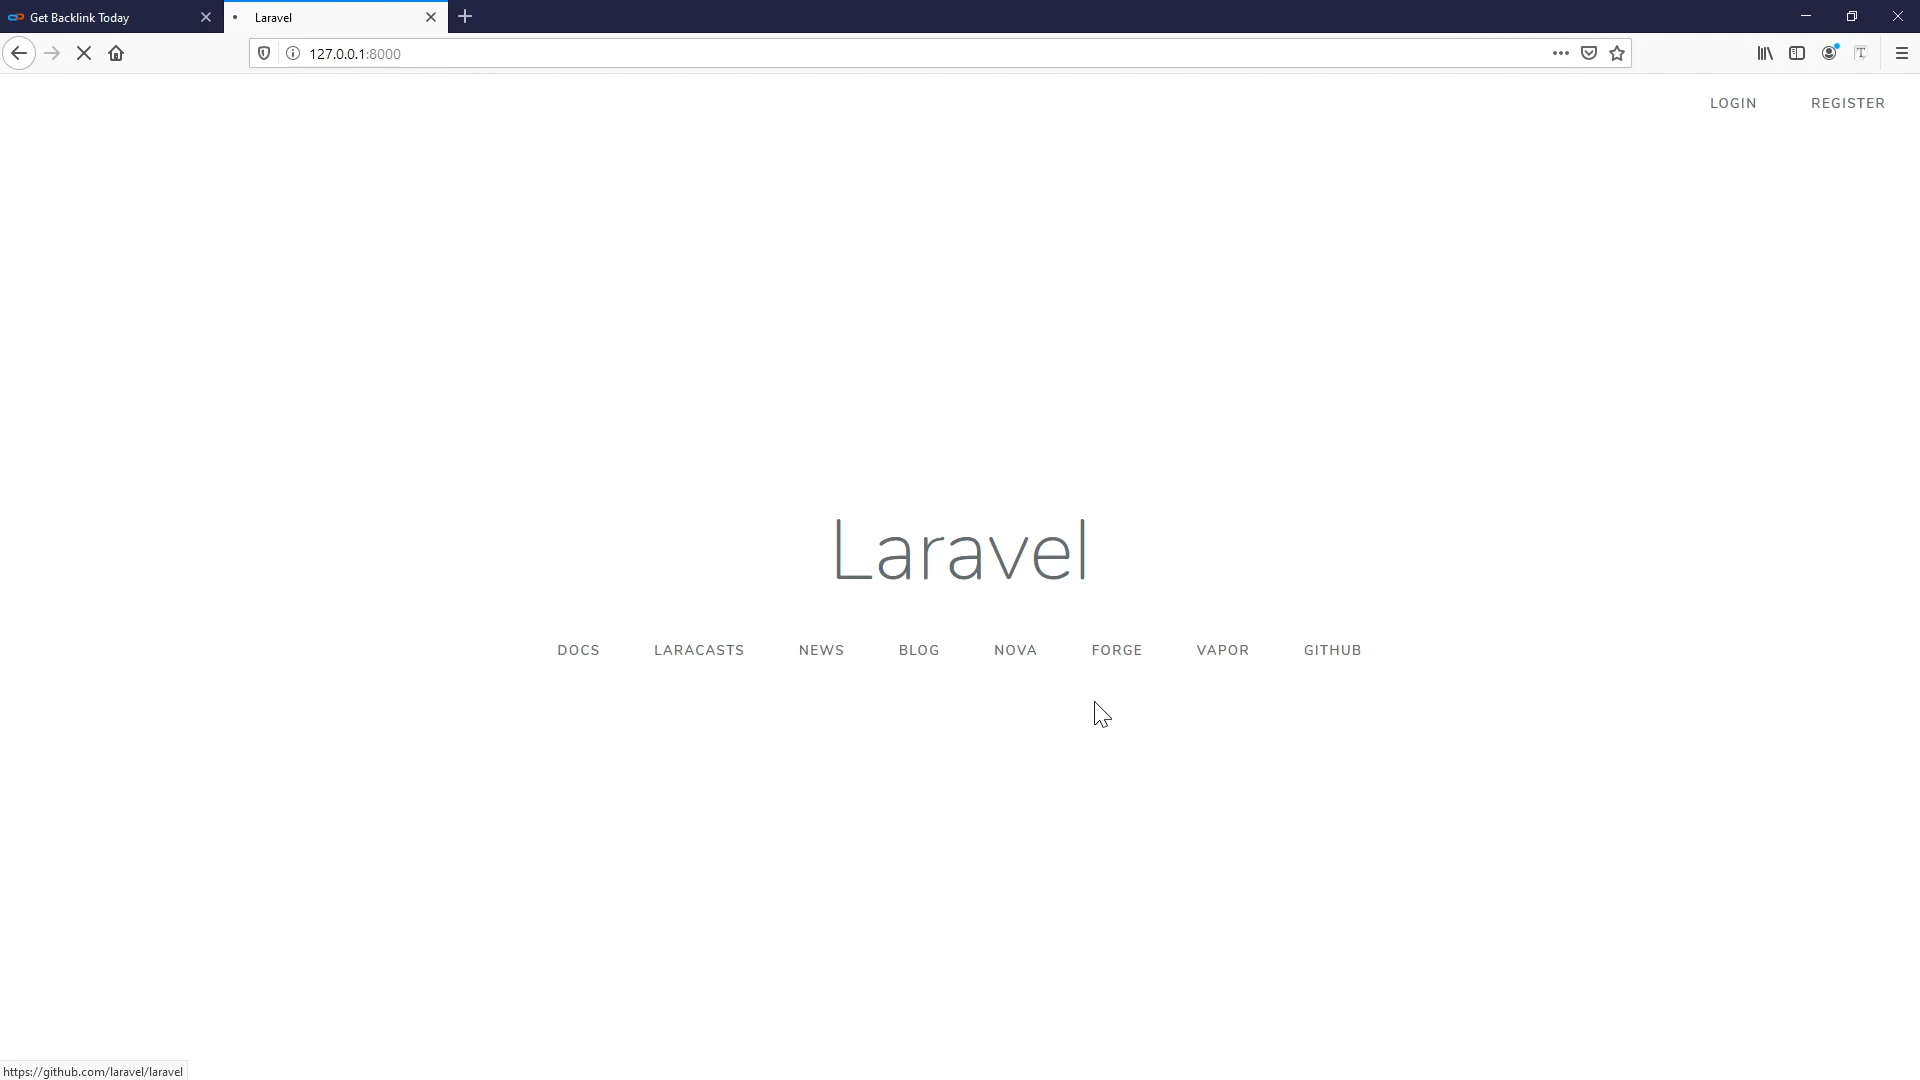 Get Backlink Today
Laravel
127.0.0.1:8000
LOGIN REGISTER
Laravel
DOCS LARACASTS NEWS BLOG NOVA FORGE VAPOR GITHUB
https://github.com/laravel/laravel